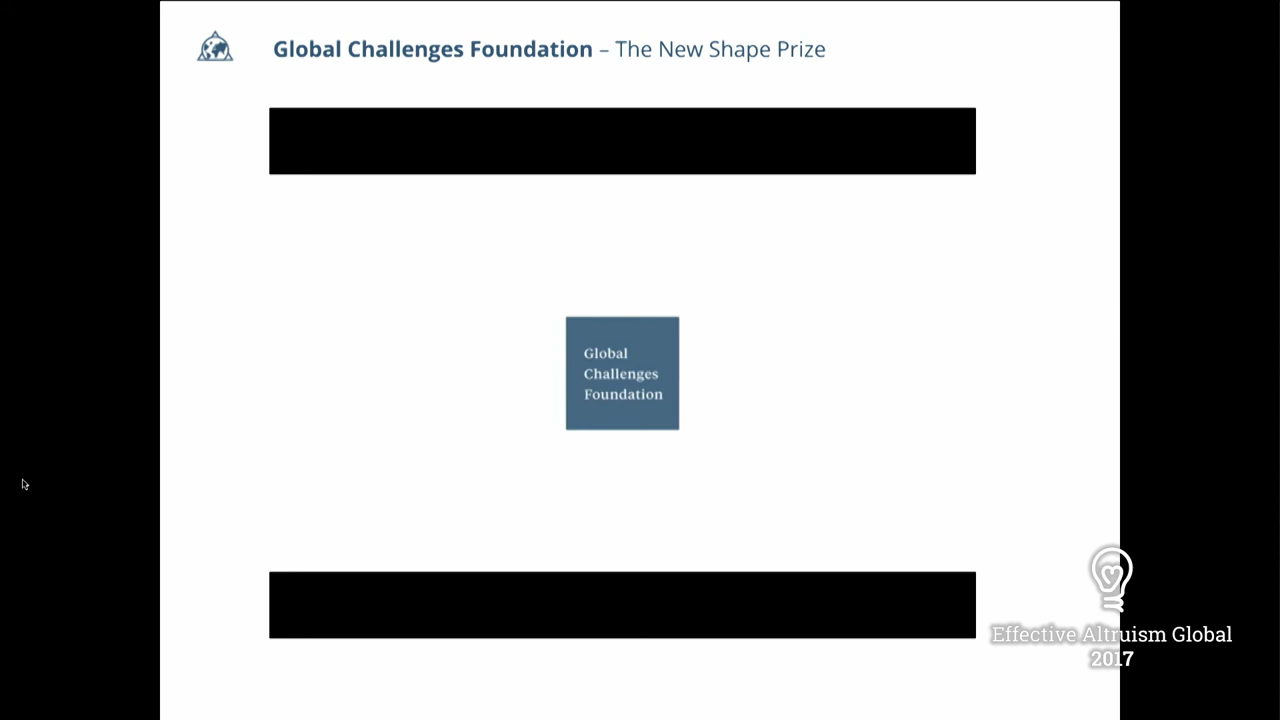 Global Challenges Foundation – The New Shape Prize
Global
Challenges
Foundation
Effective Altruism Global
2017